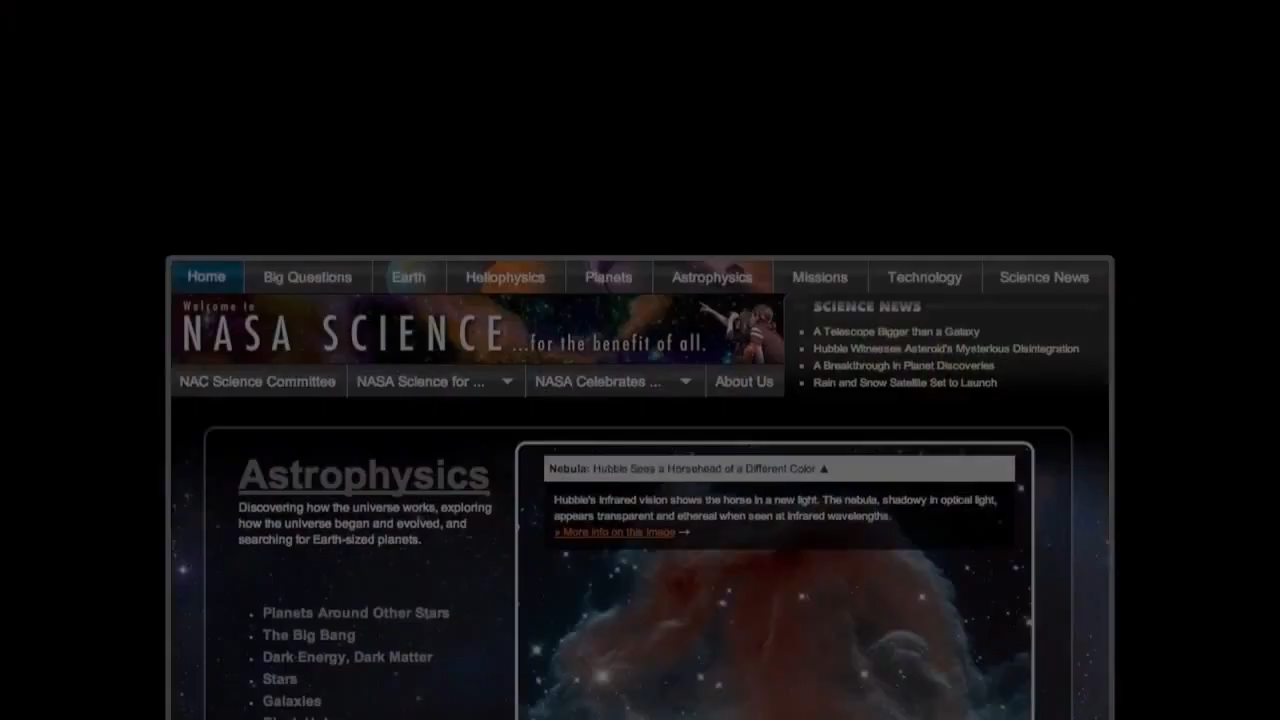 Home Big Questions Earth Heliophysics Planets Astrophysics Missions Technology Science News
Welcome to
NASA SCIENCE ...for the benefit of all.
SCIENCE NEWS
A Telescope Bigger than a Galaxy
Hubble Witnesses Asteroid's Mysterious Disintegration
A Breakthrough in Planet Discoveries
Rain and Snow Satellite Set to Launch
NAC Science Committee NASA Science for ... NASA Celebrates ... About Us
Astrophysics
Discovering how the universe works, exploring
how the universe began and evolved, and
searching for Earth-sized planets.
Nebula: Hubble Sees a Horsehead of a Different Color ▲
Hubble's infrared vision shows the horse in a new light. The nebula, shadowy in optical light,
appears transparent and ethereal when seen at infrared wavelengths.
» More info on this image →
• Planets Around Other Stars
• The Big Bang
• Dark Energy, Dark Matter
• Stars
• Galaxies